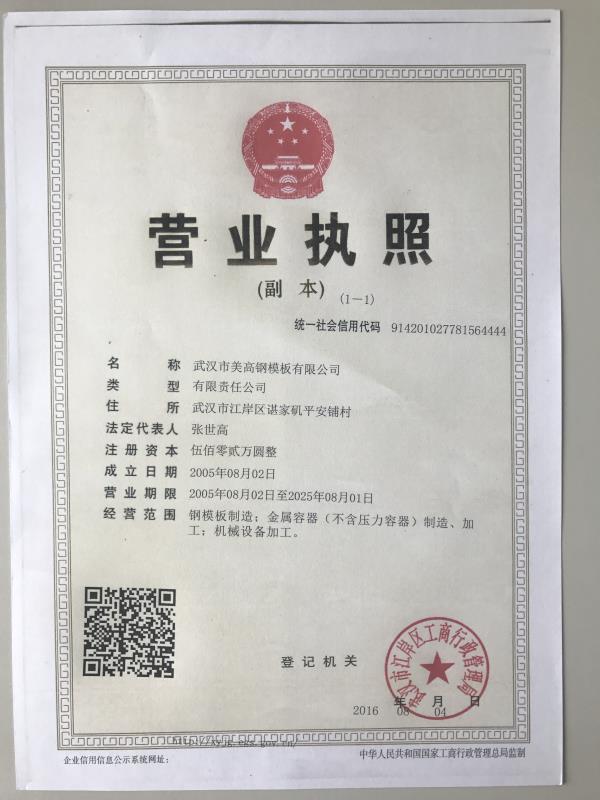 营业执照
(副 本) (1-1)
统一社会信用代码 914201027781564444
名 称 武汉市美高钢模板有限公司
类 型 有限责任公司
住 所 武汉市江岸区谌家矶平安铺村
法定代表人 张世高
注册资本 伍佰零贰万圆整
成立日期 2005年08月02日
营业期限 2005年08月02日至2025年08月01日
经营范围 钢模板制造；金属容器（不含压力容器）制造、加
工；机械设备加工。
登记机关
武汉市江岸区工商行政管理局
年 月 日
2016 08 04
企业信用信息公示系统网址：
中华人民共和国国家工商行政管理总局监制